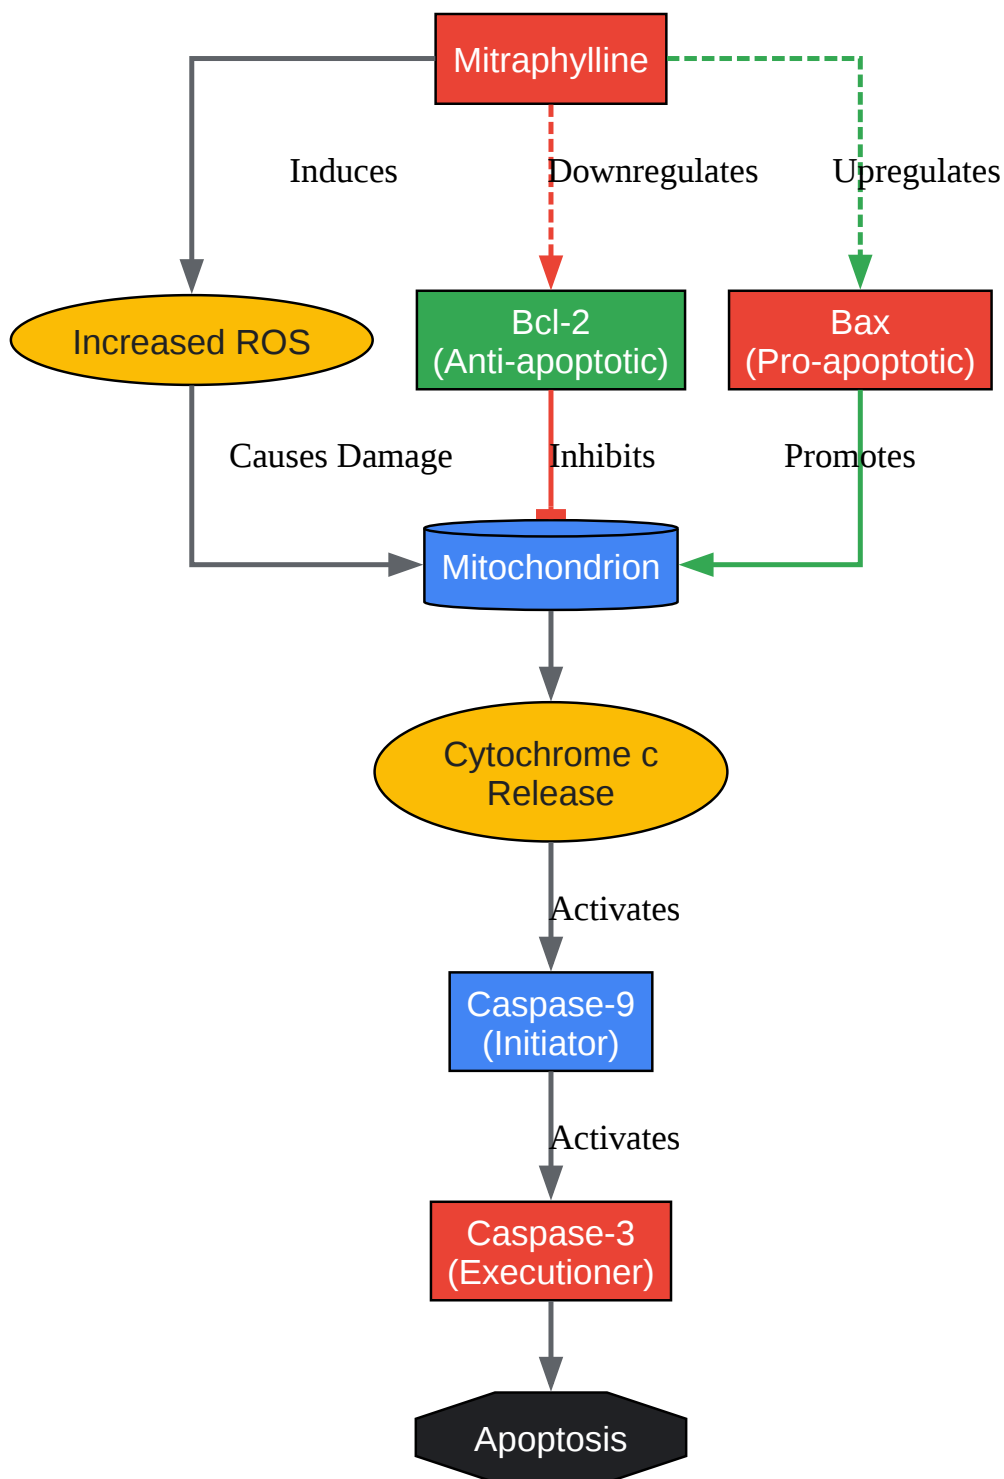 Mitraphylline
Induces
Downregulates
Upregulates
Increased ROS
Bcl-2
(Anti-apoptotic)
Bax
(Pro-apoptotic)
Causes Damage
Inhibits
Promotes
Mitochondrion
Cytochrome c
Release
Activates
Caspase-9
(Initiator)
Activates
Caspase-3
(Executioner)
Apoptosis